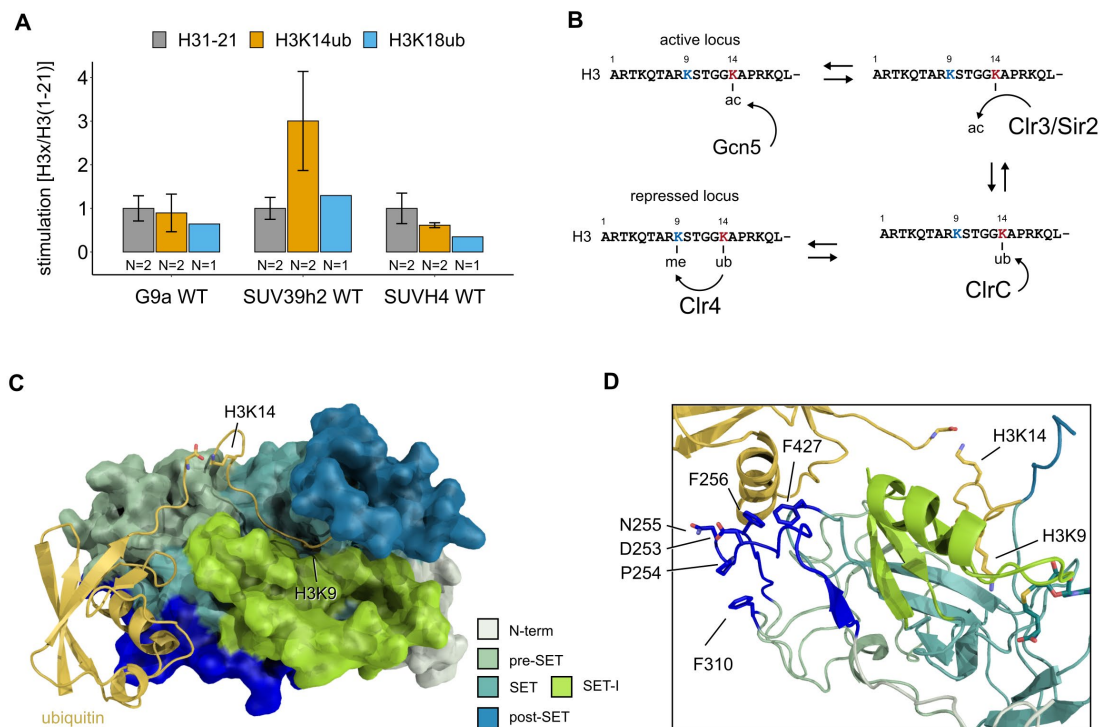 A
H31-21 H3K14ub H3K18ub
stimulation [H3x/H3(1-21)]
4
3
2
1
0
N=2 N=2 N=1 N=2 N=2 N=1 N=2 N=2 N=1
G9a WT SUV39h2 WT SUVH4 WT
B
active locus
1 9 14
H3 ARTKQTARKSTGGKAPRKQL–
ac
Gcn5
1 9 14
ARTKQTARKSTGGKAPRKQL–
ac Clr3/Sir2
repressed locus
1 9 14
H3 ARTKQTARKSTGGKAPRKQL–
me ub
Clr4
1 9 14
ARTKQTARKSTGGKAPRKQL–
ub
ClrC
C
H3K14
H3K9
ubiquitin
N-term
pre-SET
SET SET-I
post-SET
D
F427
H3K14
F256
N255
D253
P254
H3K9
F310